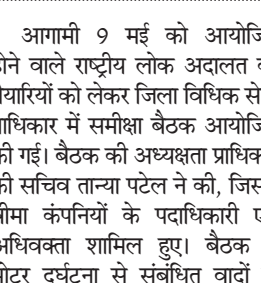 आगामी 9 मई को आयोजि
होने वाले राष्ट्रीय लोक अदालत
तैयारियों को लेकर जिला विधिक से
प्राधिकार में समीक्षा बैठक आयोजि
की गई। बैठक की अध्यक्षता प्राधिक
की सचिव तान्या पटेल ने की, जिस
बीमा कंपनियों के पदाधिकारी ए
अधिवक्ता शामिल हुए। बैठक
मोटर दुर्घटना से संबंधित वादों